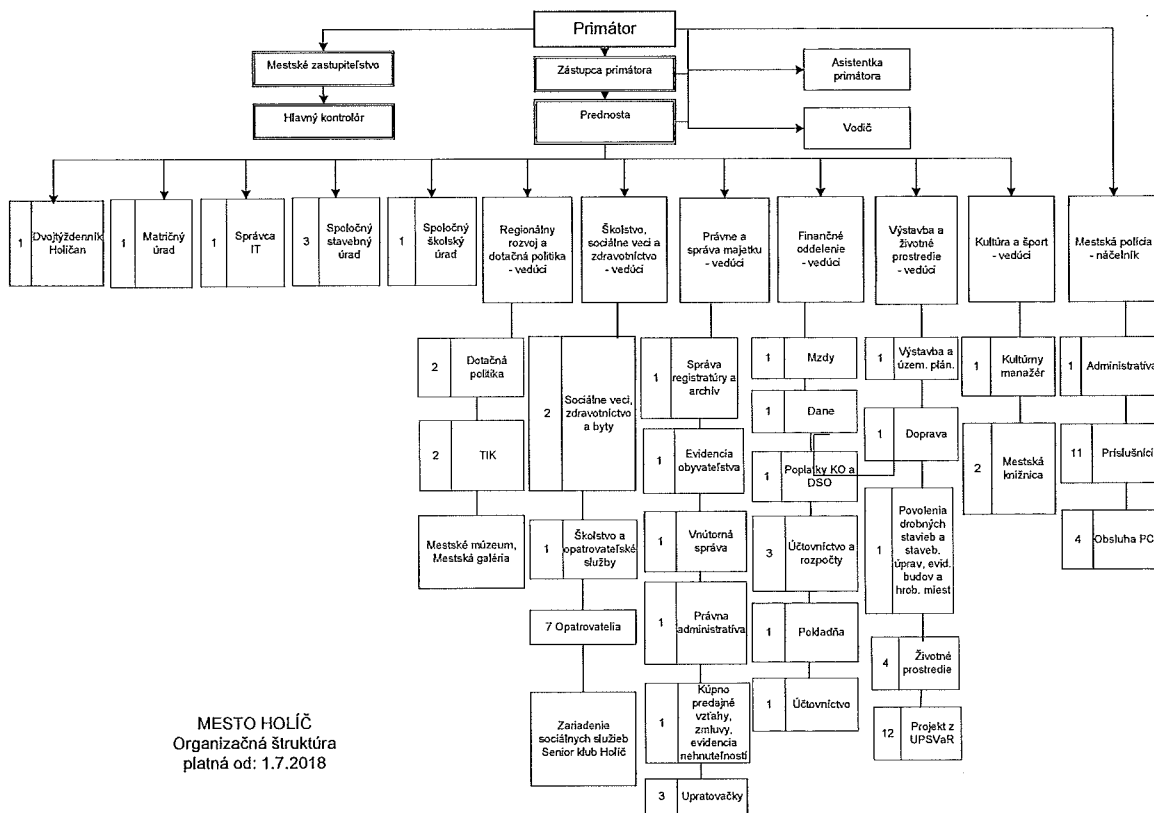 Primátor
Mestské zastupiteľstvo
Zástupca primátora
Asistentka
primátora
Hlavný kontrolór
Prednosta
Vodič
1
Dvojtýždenník
Holíčan
1
Matričný
úrad
1
Správca
IT
3
Spoločný
stavebný
úrad
1
Spoločný
školský
úrad
Regionálny
rozvoj a
dotačná politika
- vedúci
Školstvo,
sociálne veci a
zdravotníctvo
- vedúci
Právne a
správa majetku
- vedúci
Finančné
oddelenie
- vedúci
Výstavba a
životné
prostredie
- vedúci
Kultúra a šport
- vedúci
Mestská polícia
- náčelník
2
Dotačná
politika
2
TIK
Mestské múzeum,
Mestská galéria
2
Sociálne veci,
zdravotníctvo
a byty
1
Školstvo a
opatrovateľské
služby
7 Opatrovatelia
Zariadenie
sociálnych služieb
Senior klub Holíč
1
Správa
registratúry a
archív
1
Evidencia
obyvateľstva
1
Vnútorná
správa
1
Právna
administratíva
1
Kúpno
predajné
vzťahy,
zmluvy,
evidencia
nehnuteľností
3
Upratovačky
1
Mzdy
1
Dane
1
Poplatky KO a
DSO
3
Účtovníctvo a
rozpočty
1
Pokladňa
1
Účtovníctvo
1
Výstavba a
územ. plán.
1
Doprava
1
Povolenia
drobných
stavieb a
staveb.
úprav, evid.
budov a
hrob. miest
4
Životné
prostredie
12
Projekt z
UPSVaR
1
Kultúrny
manažér
2
Mestská
knižnica
1
Administratíva
11
Príslušníci
4
Obsluha PC
MESTO HOLÍČ
Organizačná štruktúra
platná od: 1.7.2018